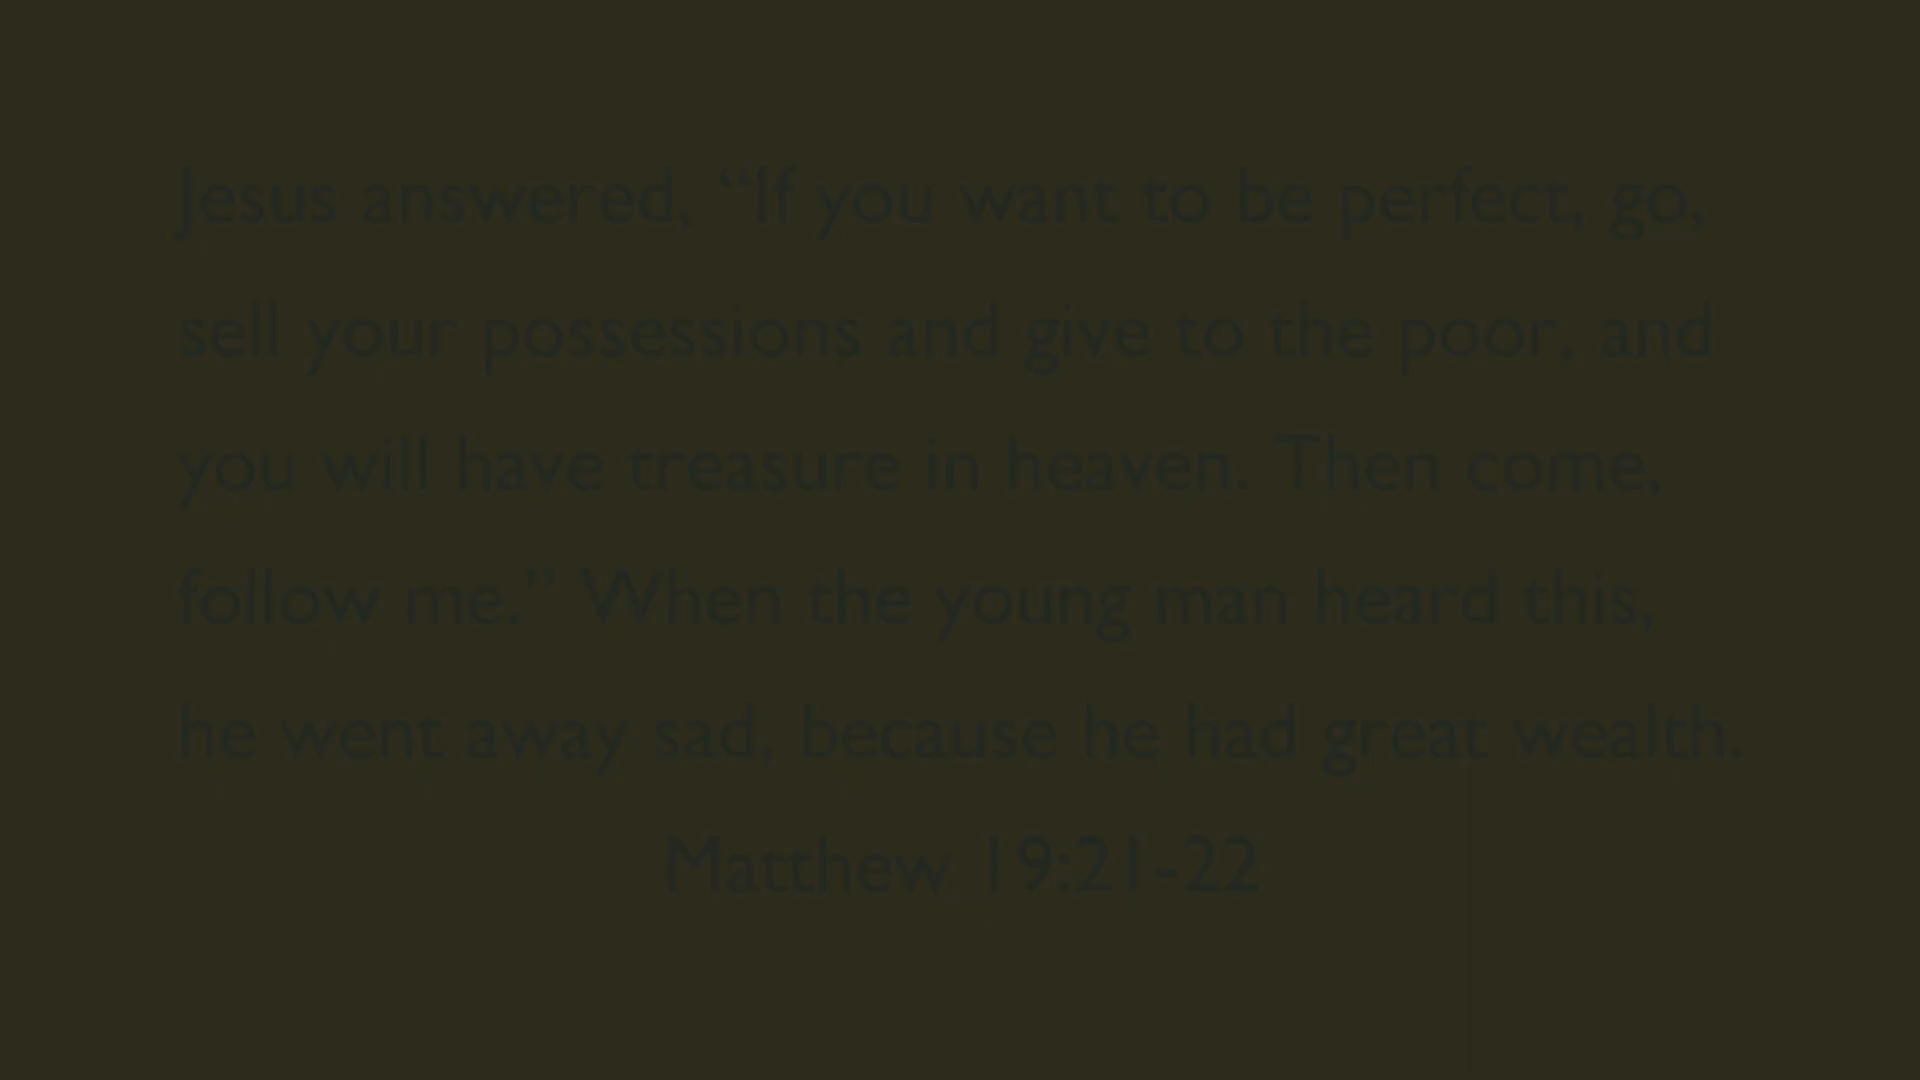 Jesus answered, “If you want to be perfect, go,
sell your possessions and give to the poor, and
you will have treasure in heaven. Then come,
follow me.” When the young man heard this,
he went away sad, because he had great wealth.
Matthew 19:21-22